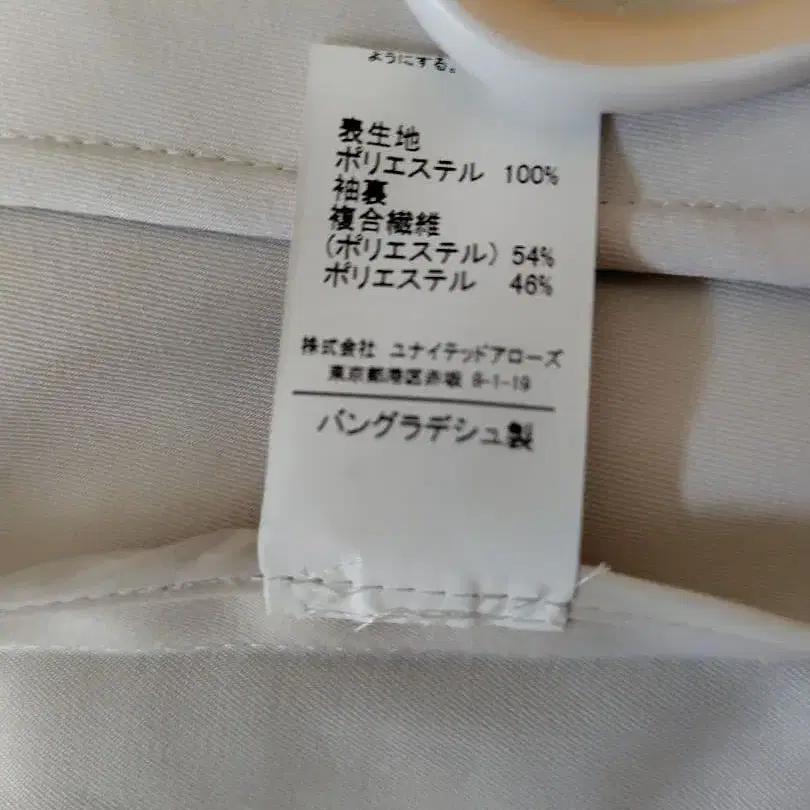 ようにする。
表生地
ポリエステル 100%
袖裏
複合繊維
(ポリエステル) 54%
ポリエステル 46%
株式会社 ユナイテッドアローズ
東京都港区赤坂 8-1-19
バングラデシュ製